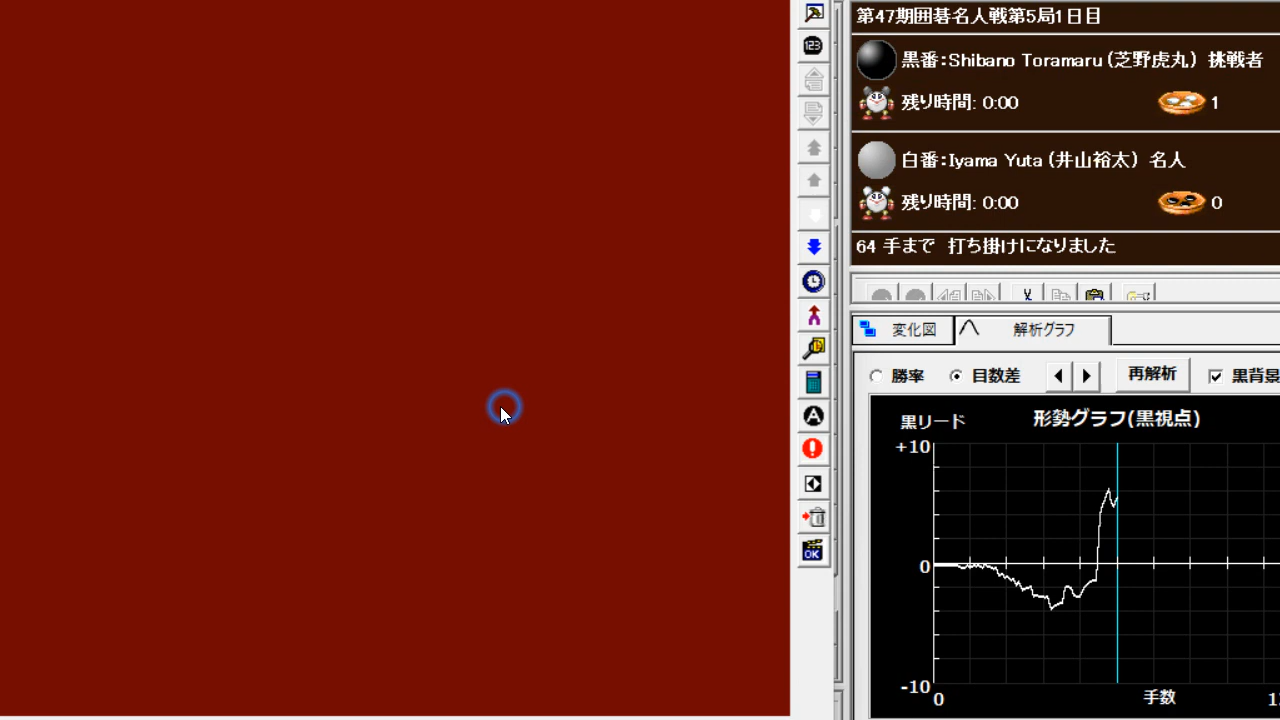 第47期囲碁名人戦第5局1日目
123
黒番:Shibano Toramaru (芝野虎丸) 挑戦者
残り時間: 0:00
1
白番:Iyama Yuta (井山裕太) 名人
残り時間: 0:00
0
64 手まで 打ち掛けになりました
変化図
解析グラフ
勝率
目数差
再解析
黒背景
A
OK
黒リード
形勢グラフ(黒視点)
+10
0
-10
0
手数